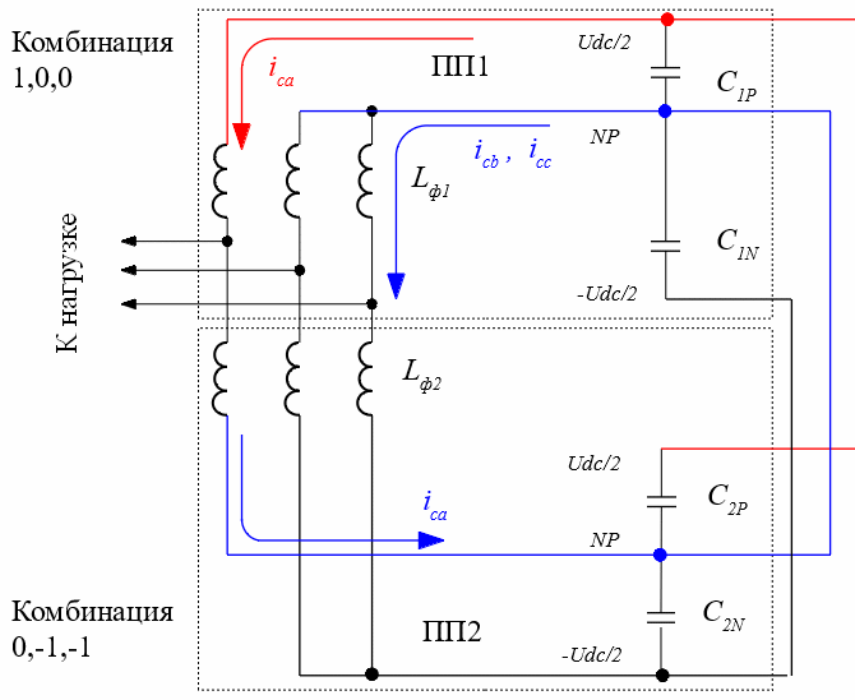 Комбинация
1,0,0
i_ca
ПП1
Udc/2
C_1P
NP
i_cb , i_cc
L_ф1
C_1N
-Udc/2
К нагрузке
L_ф2
Udc/2
C_2P
i_ca
NP
C_2N
Комбинация
0,-1,-1
ПП2
-Udc/2